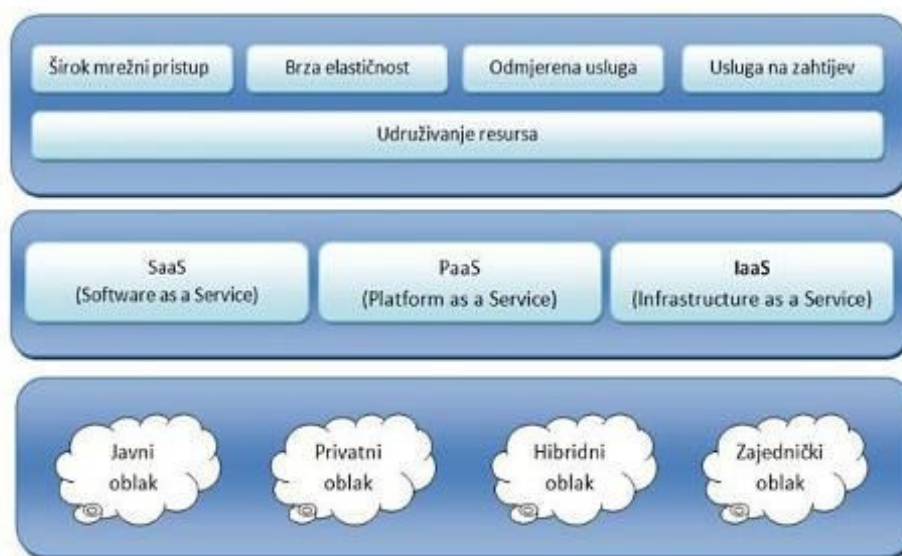 Širok mrežni pristup
Brza elastičnost
Odmjerena usluga
Usluga na zahtijev
Udruživanje resursa
SaaS
(Software as a Service)
PaaS
(Platform as a Service)
IaaS
(Infrastructure as a Service)
Javni
oblak
Privatni
oblak
Hibridni
oblak
Zajednički
oblak